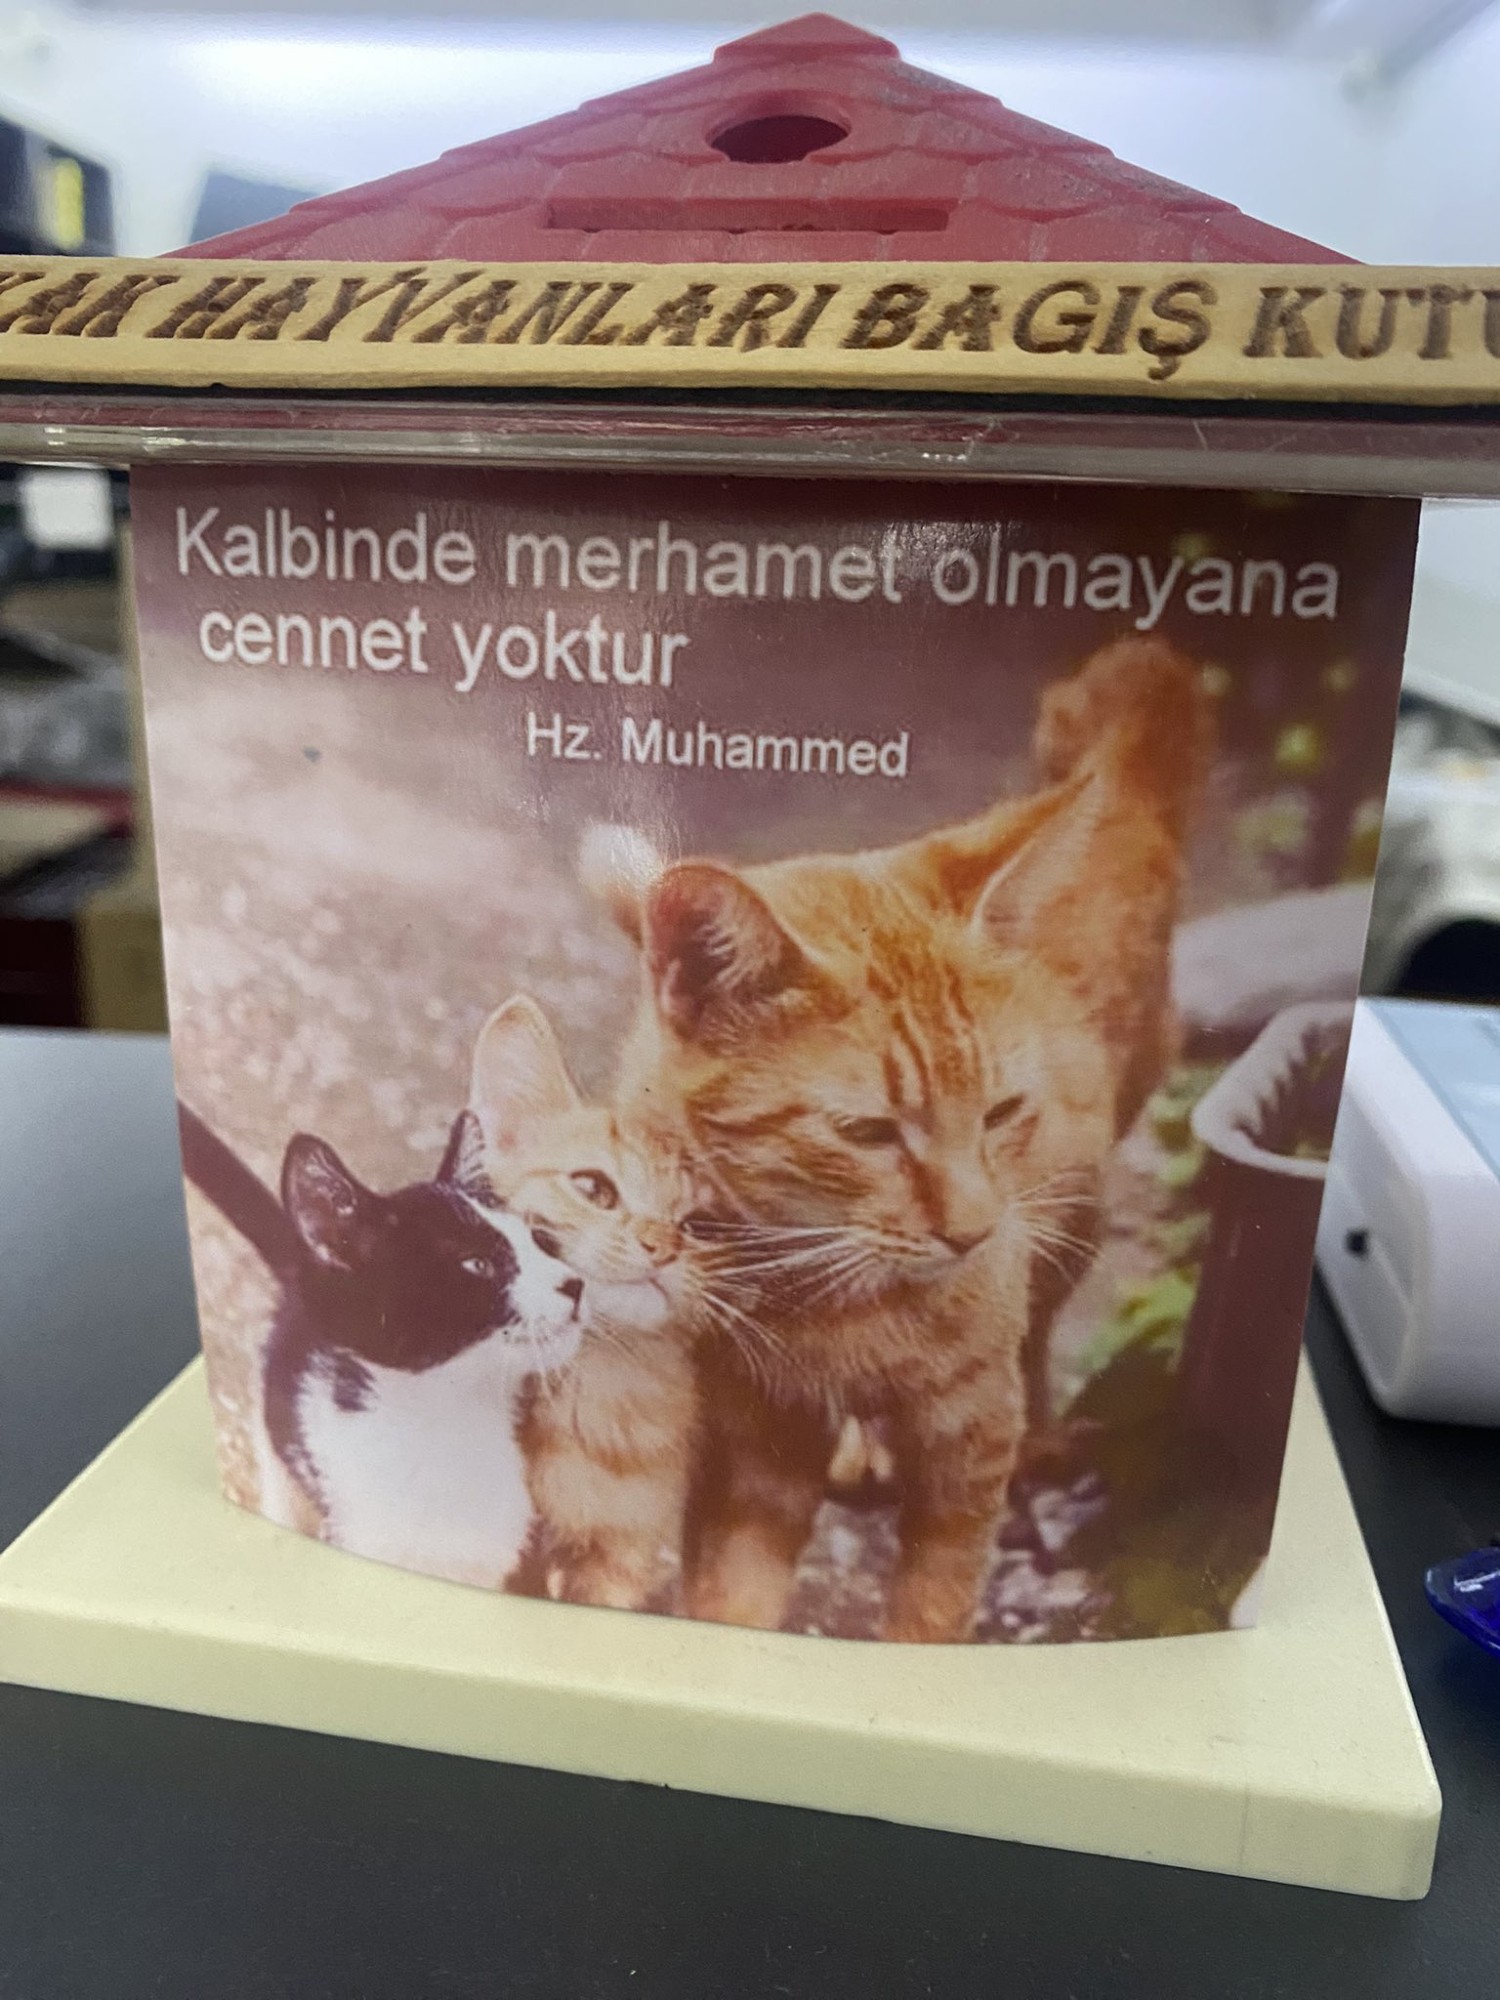 HAYVANLARI BAGIŞ
Kalbinde merhamet olmayana
cennet yoktur
Hz. Muhammed